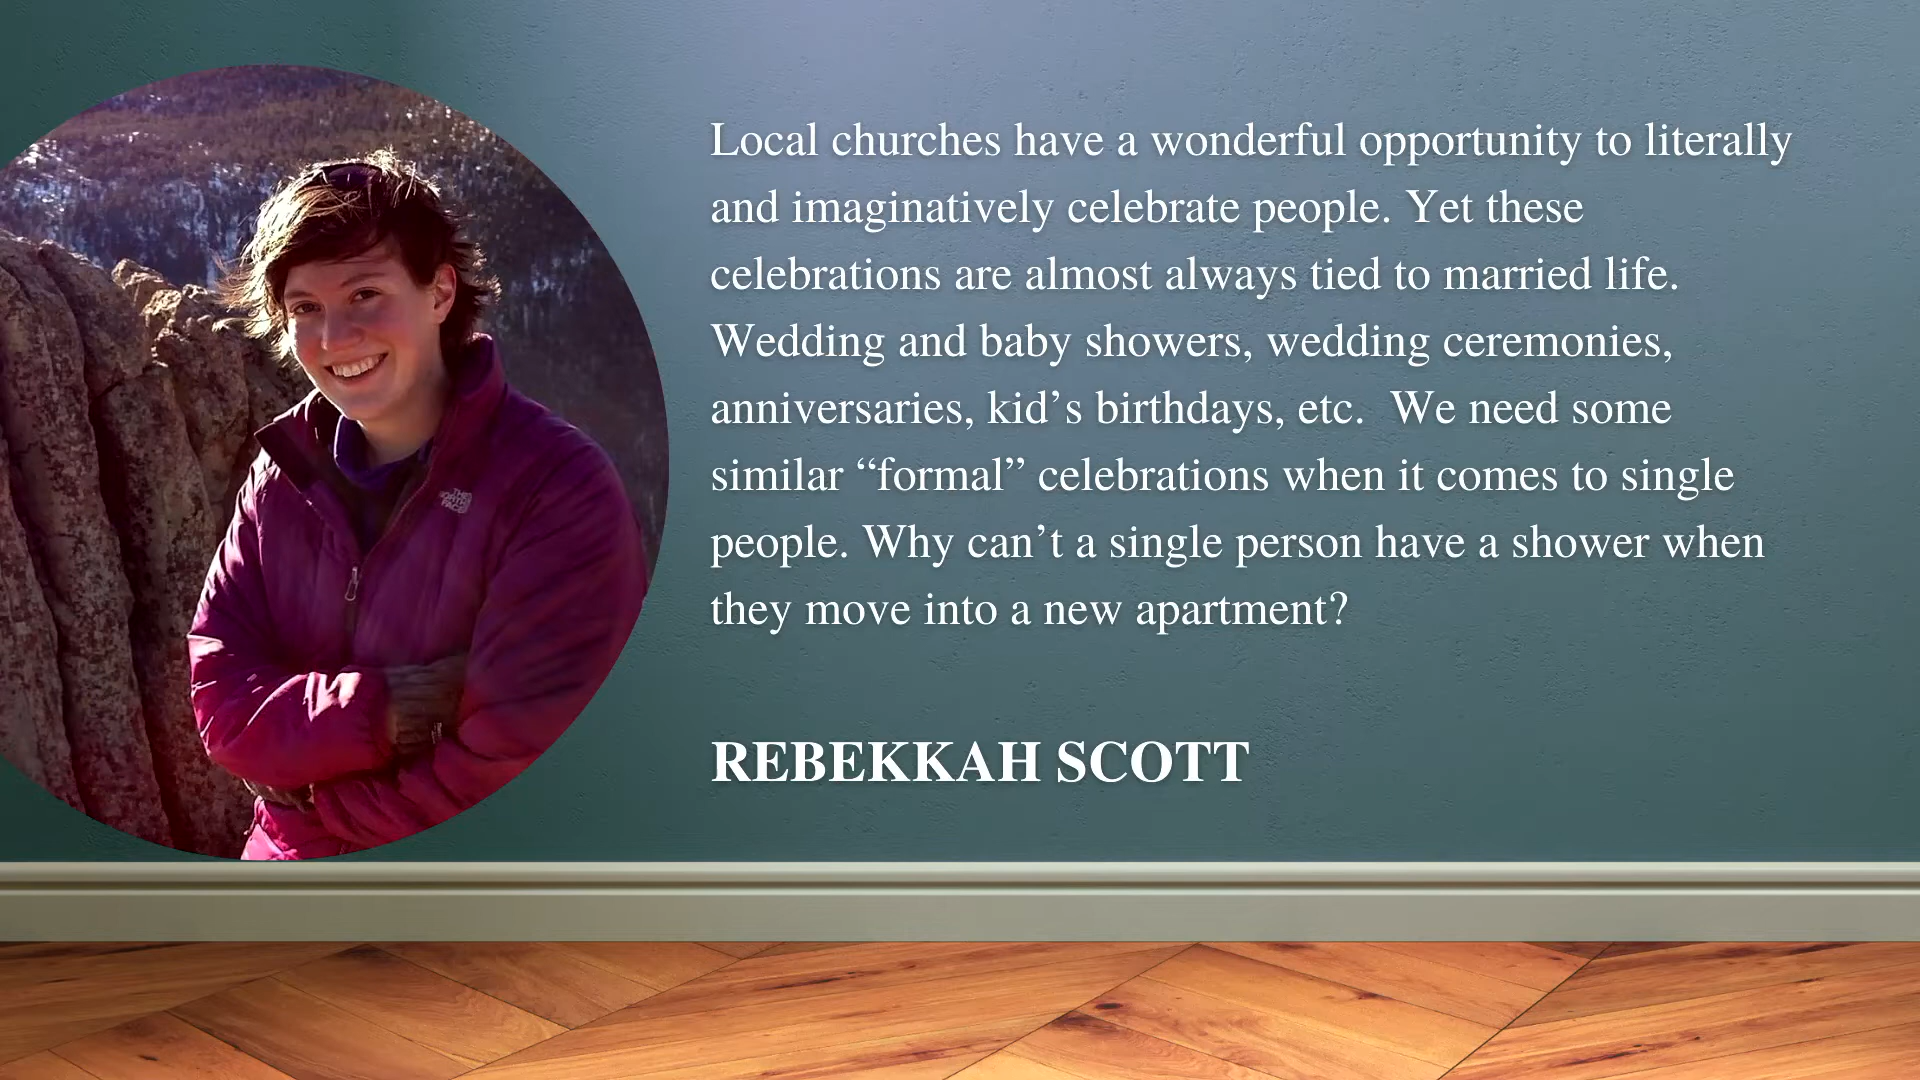 Local churches have a wonderful opportunity to literally
and imaginatively celebrate people. Yet these
celebrations are almost always tied to married life.
Wedding and baby showers, wedding ceremonies,
anniversaries, kid’s birthdays, etc.  We need some
similar “formal” celebrations when it comes to single
people. Why can’t a single person have a shower when
they move into a new apartment?
REBEKKAH SCOTT
THE
NORTH
FACE